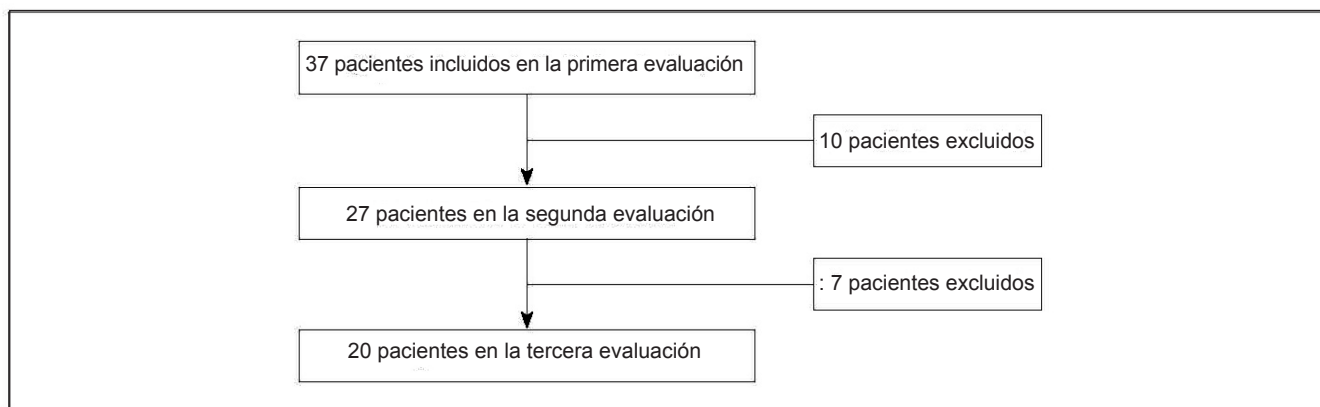 37 pacientes incluidos en la primera evaluación
10 pacientes excluidos
27 pacientes en la segunda evaluación
: 7 pacientes excluidos
20 pacientes en la tercera evaluación